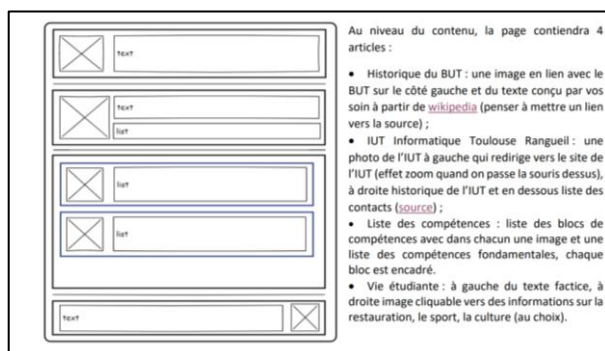 text
text
list
list
list
text
Au niveau du contenu, la page contiendra 4
articles :
• Historique du BUT : une image en lien avec le
BUT sur le côté gauche et du texte conçu par vos
soin à partir de wikipedia (penser à mettre un lien
vers la source) ;
• IUT Informatique Toulouse Rangueil : une
photo de l'IUT à gauche qui redirige vers le site de
l'IUT (effet zoom quand on passe la souris dessus),
à droite historique de l'IUT et en dessous liste des
contacts (source) ;
• Liste des compétences : liste des blocs de
compétences avec dans chacun une image et une
liste des compétences fondamentales, chaque
bloc est encadré.
• Vie étudiante : à gauche du texte factice, à
droite image cliquable vers des informations sur la
restauration, le sport, la culture (au choix).